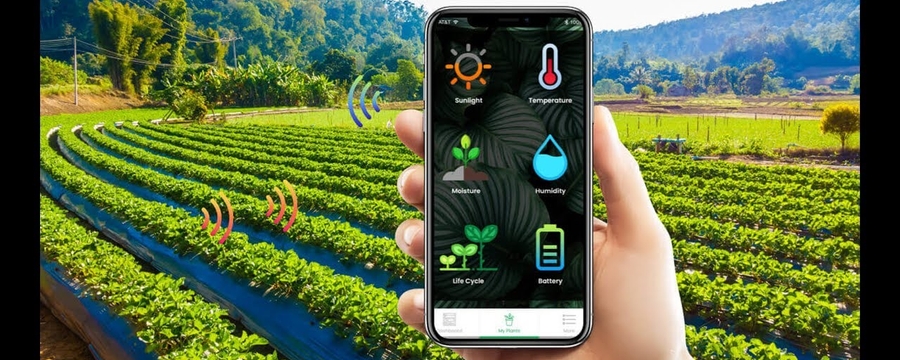 AT&T
Sunlight
Temperature
Moisture
Humidity
Life Cycle
Battery
My Plants